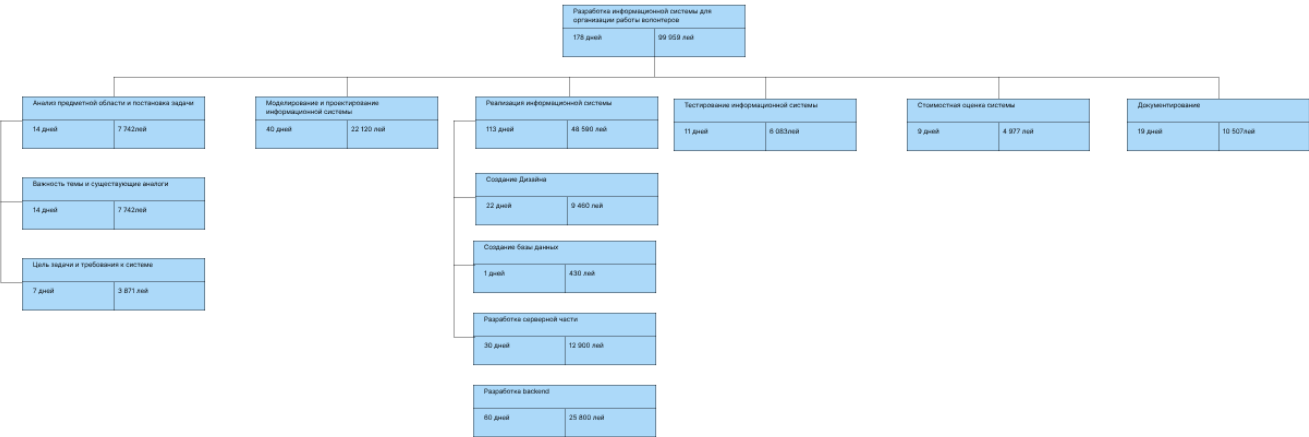 Разработка информационной системы для
организации работы волонтеров
178 дней
99 959 лей
Анализ предметной области и постановка задачи
14 дней
7 742лей
Моделирование и проектирование
информационной системы
40 дней
22 120 лей
Реализация информационной системы
113 дней
48 590 лей
Тестирование информационной системы
11 дней
6 083лей
Стоимостная оценка системы
9 дней
4 977 лей
Документирование
19 дней
10 507лей
Важность темы и существующие аналоги
14 дней
7 742лей
Цель задачи и требования к системе
7 дней
3 871 лей
Создание Дизайна
22 дней
9 460 лей
Создание базы данных
1 дней
430 лей
Разработка серверной части
30 дней
12 900 лей
Разработка backend
60 дней
25 800 лей